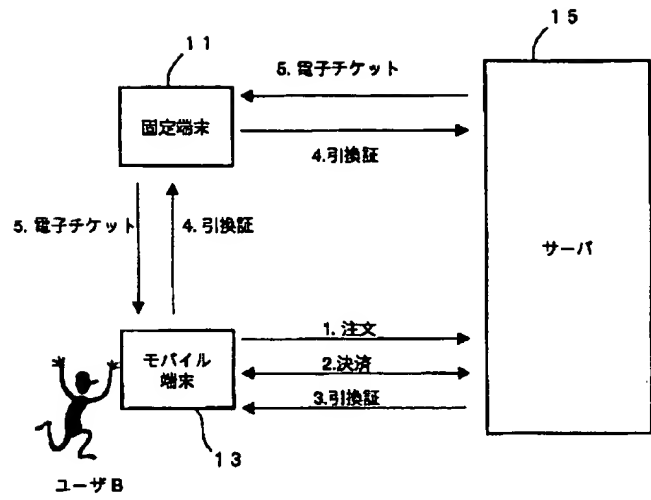 15
11
5. 電子チケット
固定端末
4.引換証
5. 電子チケット
4. 引換証
サーバ
1. 注文
モバイル
端末
2.決済
3.引換証
13
ユーザB